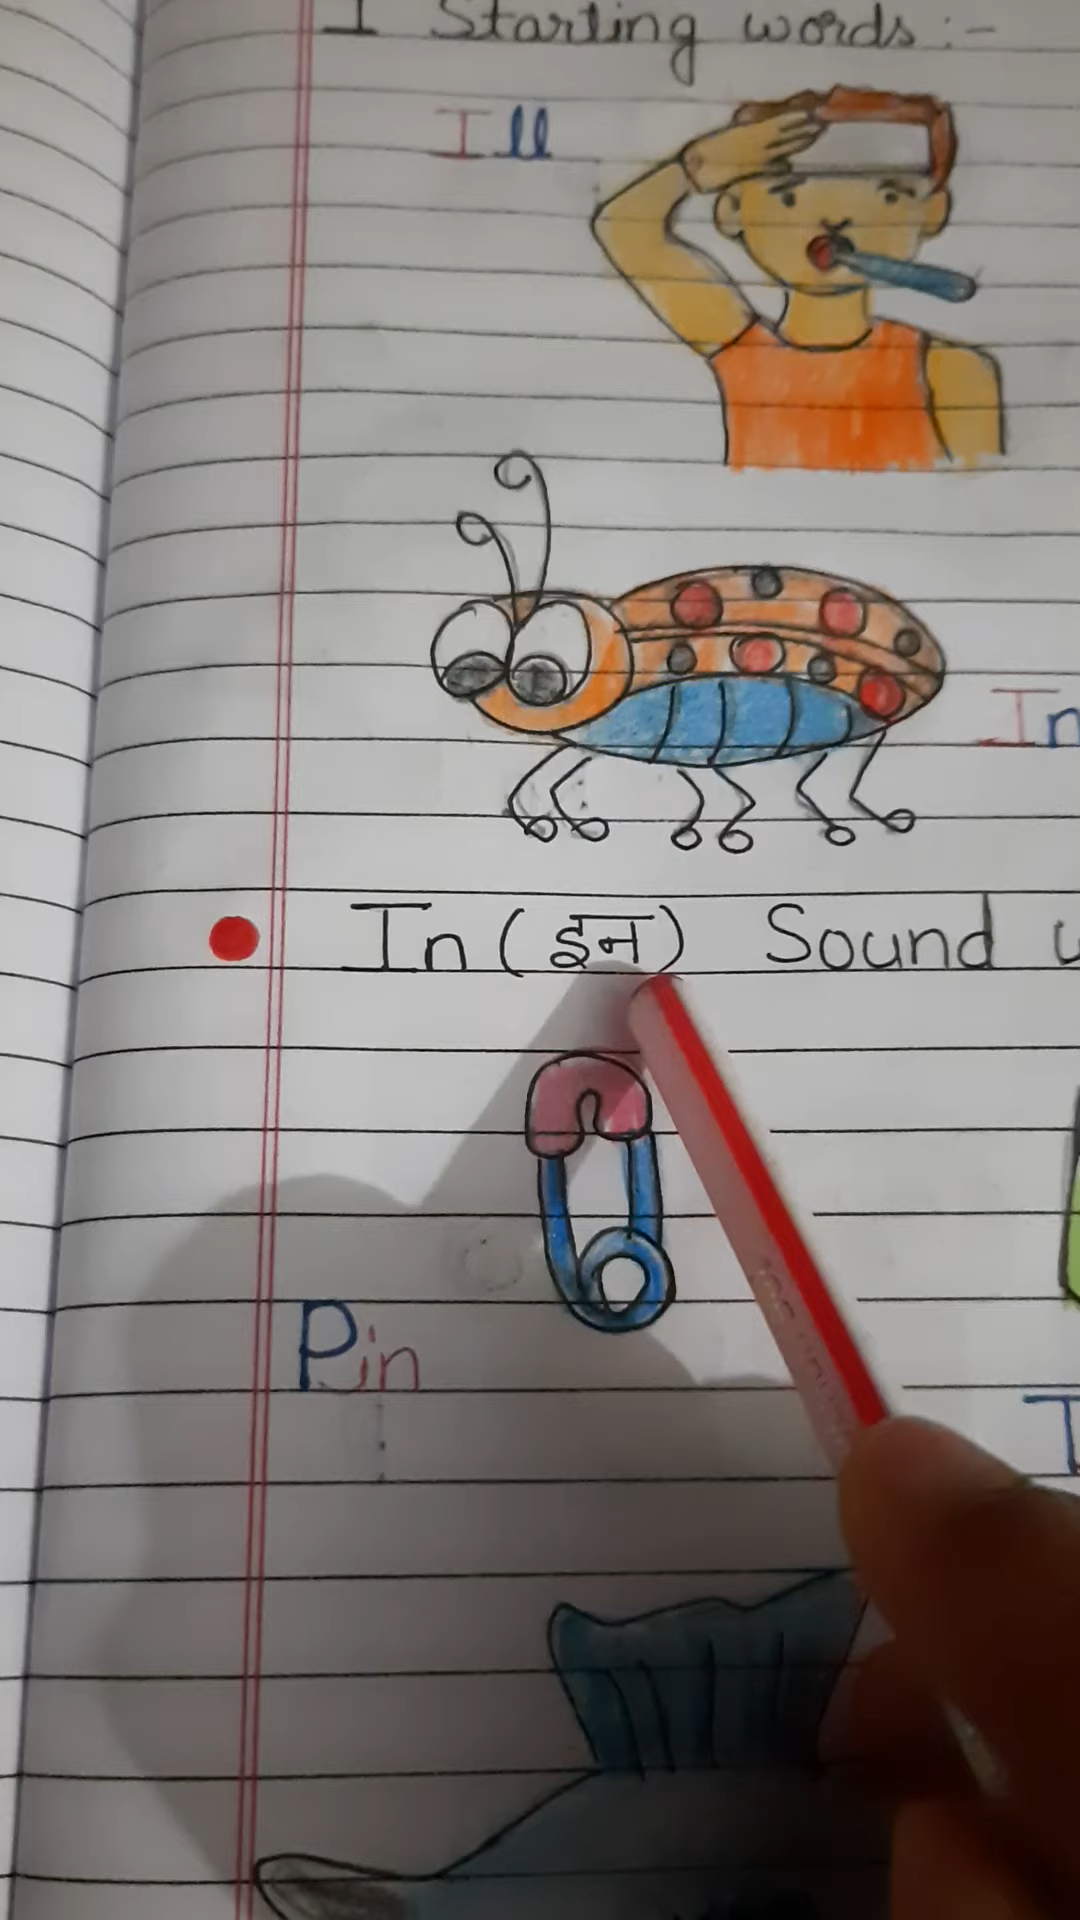 I Starting words :-
Ill
In
In ( इन ) Sound
Pin